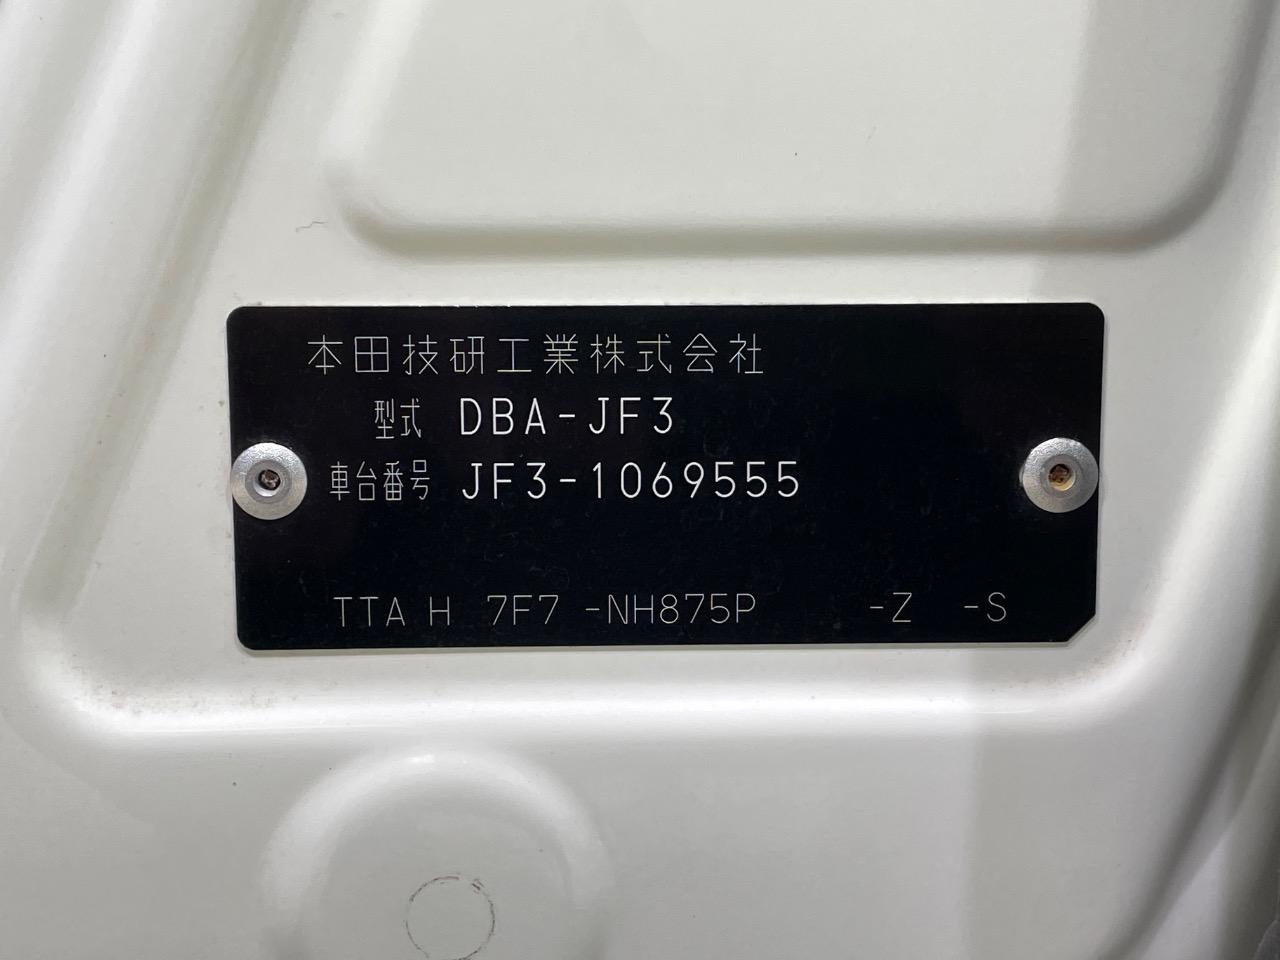 本田技研工業株式会社
型式 DBA-JF3
車台番号 JF3-1069555
TTA H 7F7 -NH875P -Z -S